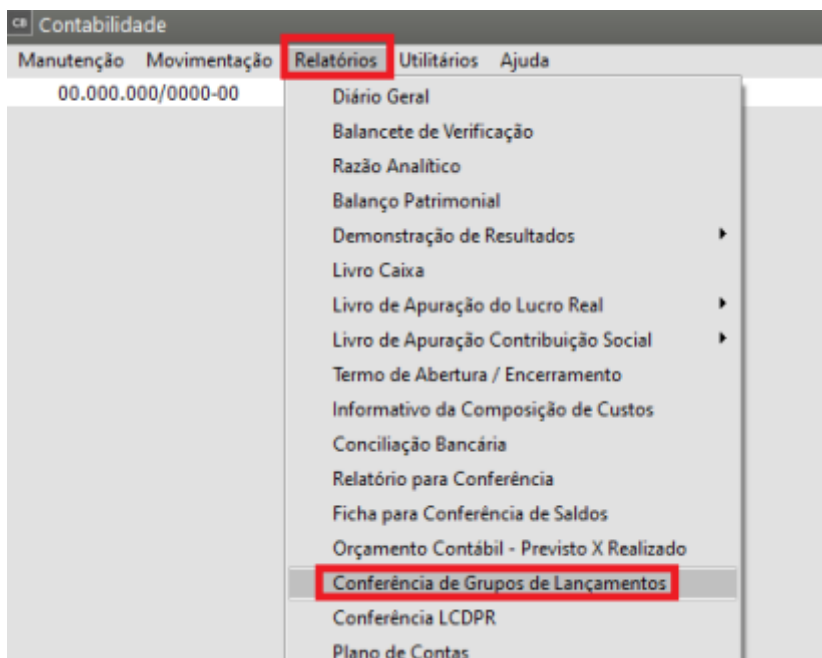 CB Contabilidade
Manutenção Movimentação Relatórios Utilitários Ajuda
00.000.000/0000-00
Diário Geral
Balancete de Verificação
Razão Analítico
Balanço Patrimonial
Demonstração de Resultados
Livro Caixa
Livro de Apuração do Lucro Real
Livro de Apuração Contribuição Social
Termo de Abertura / Encerramento
Informativo da Composição de Custos
Conciliação Bancária
Relatório para Conferência
Ficha para Conferência de Saldos
Orçamento Contábil - Previsto X Realizado
Conferência de Grupos de Lançamentos
Conferência LCDPR
Plano de Contas